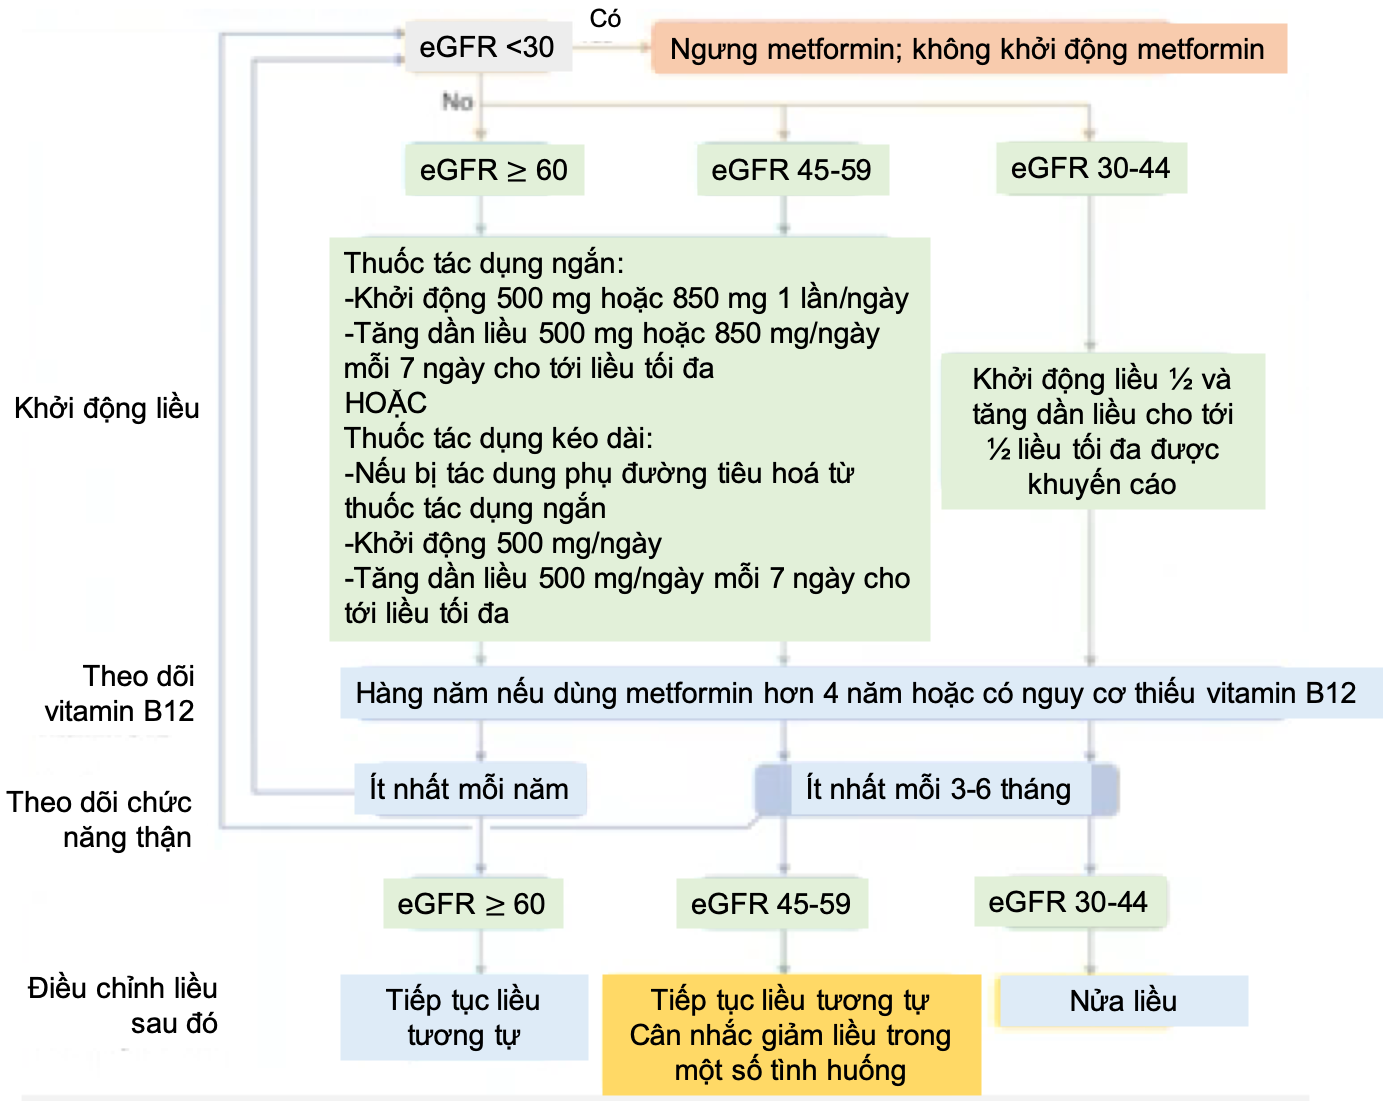 Có
eGFR <30
Ngưng metformin; không khởi động metformin
No
eGFR ≥ 60
eGFR 45-59
eGFR 30-44
Thuốc tác dụng ngắn:
-Khởi động 500 mg hoặc 850 mg 1 lần/ngày
-Tăng dần liều 500 mg hoặc 850 mg/ngày
mỗi 7 ngày cho tới liều tối đa
HOẶC
Thuốc tác dụng kéo dài:
-Nếu bị tác dung phụ đường tiêu hoá từ
thuốc tác dụng ngắn
-Khởi động 500 mg/ngày
-Tăng dần liều 500 mg/ngày mỗi 7 ngày cho
tới liều tối đa
Khởi động liều ½ và
tăng dần liều cho tới
½ liều tối đa được
khuyến cáo
Khởi động liều
Theo dõi
vitamin B12
Hàng năm nếu dùng metformin hơn 4 năm hoặc có nguy cơ thiếu vitamin B12
Theo dõi chức
năng thận
Ít nhất mỗi năm
Ít nhất mỗi 3-6 tháng
eGFR ≥ 60
eGFR 45-59
eGFR 30-44
Điều chỉnh liều
sau đó
Tiếp tục liều
tương tự
Tiếp tục liều tương tự
Cân nhắc giảm liều trong
một số tình huống
Nửa liều